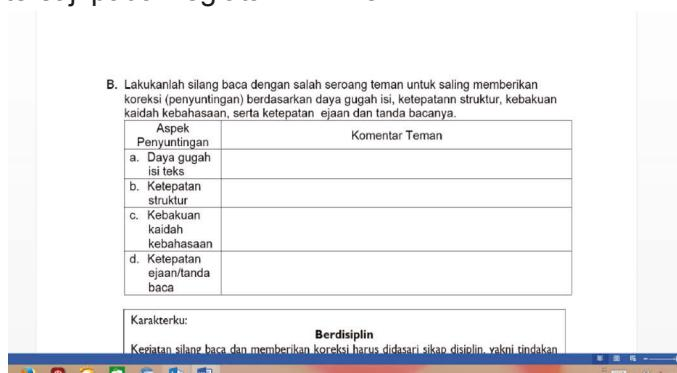 B. Lakukanlah silang baca dengan salah seroang teman untuk saling memberikan
koreksi (penyuntingan) berdasarkan daya gugah isi, ketepatann struktur, kebakuan
kaidah kebahasaan, serta ketepatan ejaan dan tanda bacanya.
Aspek
Penyuntingan
Komentar Teman
a. Daya gugah
isi teks
b. Ketepatan
struktur
c. Kebakuan
kaidah
kebahasaan
d. Ketepatan
ejaan/tanda
baca
Karakterku:
Berdisiplin
Kegiatan silang baca dan memberikan koreksi harus didasari sikap disiplin, yakni tindakan